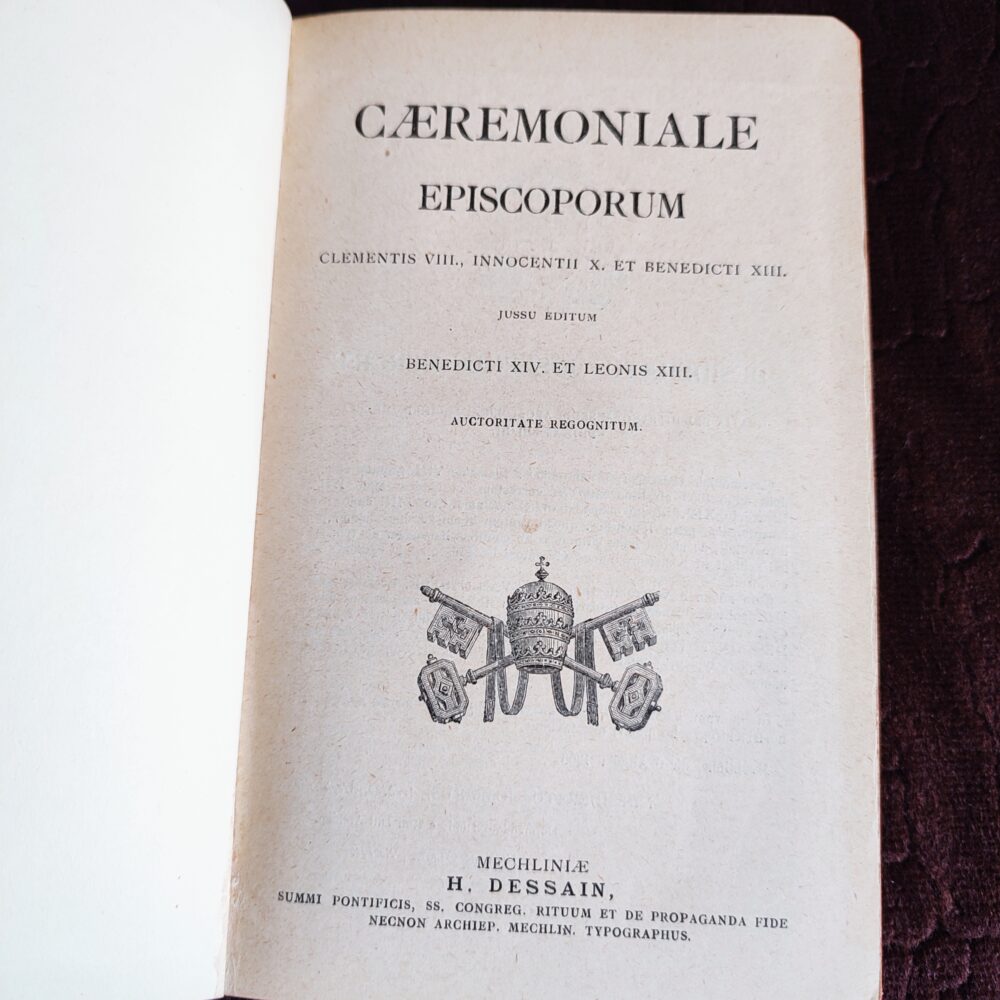 CÆREMONIALE
EPISCOPORUM
CLEMENTIS VIII., INNOCENTII X. ET BENEDICTI XIII.
JUSSU EDITUM
BENEDICTI XIV. ET LEONIS XIII.
AUCTORITATE REGOGNITUM.
MECHLINIÆ
H. DESSAIN,
SUMMI PONTIFICIS, SS. CONGREG. RITUUM ET DE PROPAGANDA FIDE
NECNON ARCHIEP. MECHLIN. TYPOGRAPHUS.